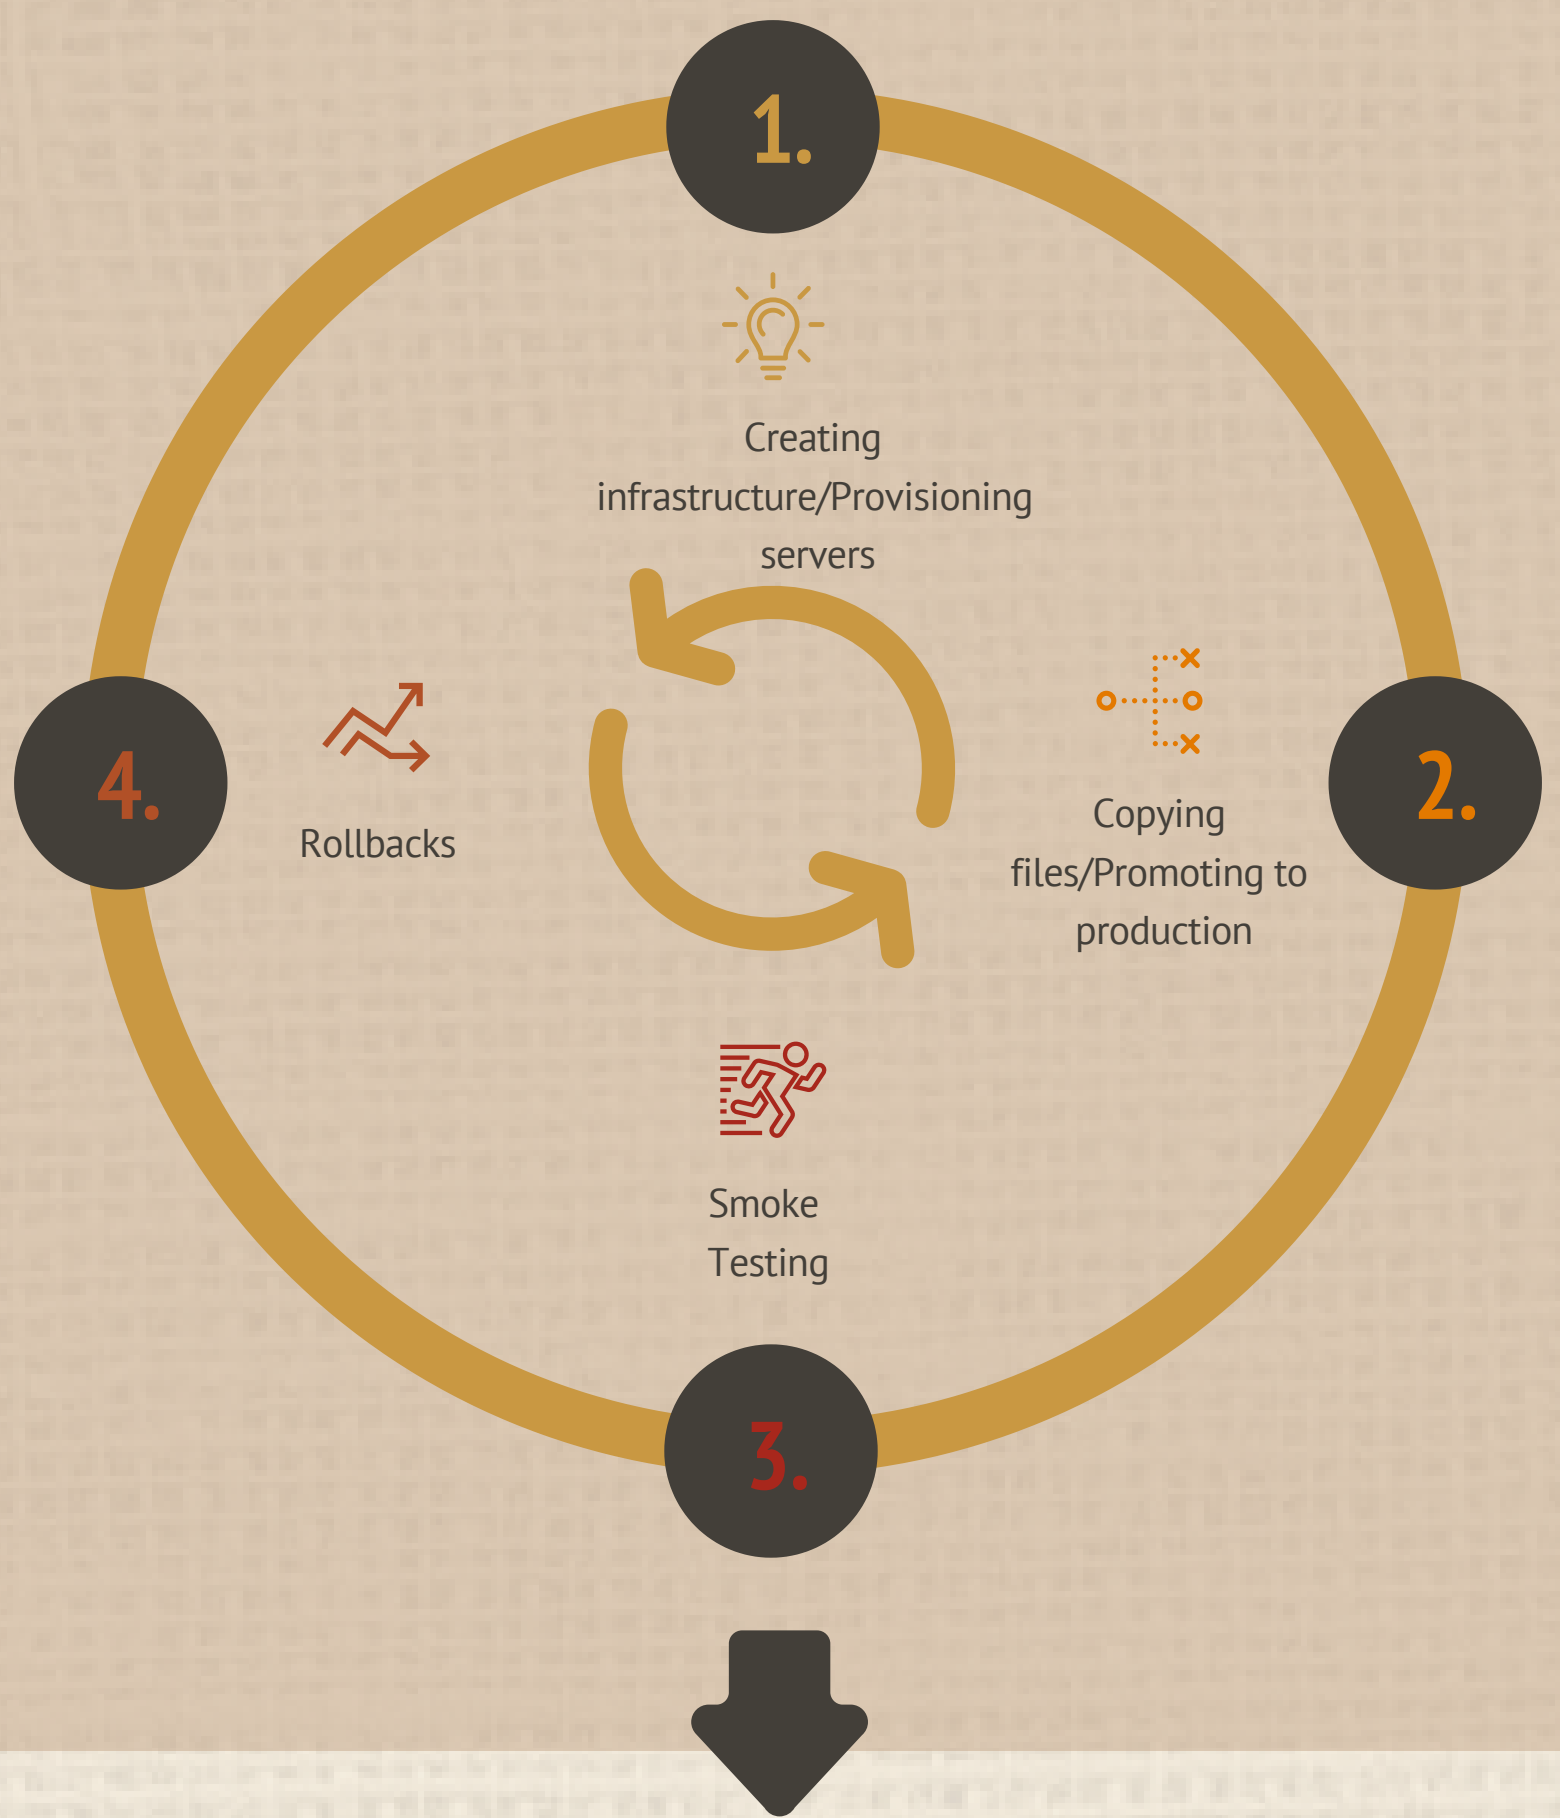 1.
Creating
infrastructure/Provisioning
servers
2.
Copying
files/Promoting to
production
3.
Smoke
Testing
4.
Rollbacks